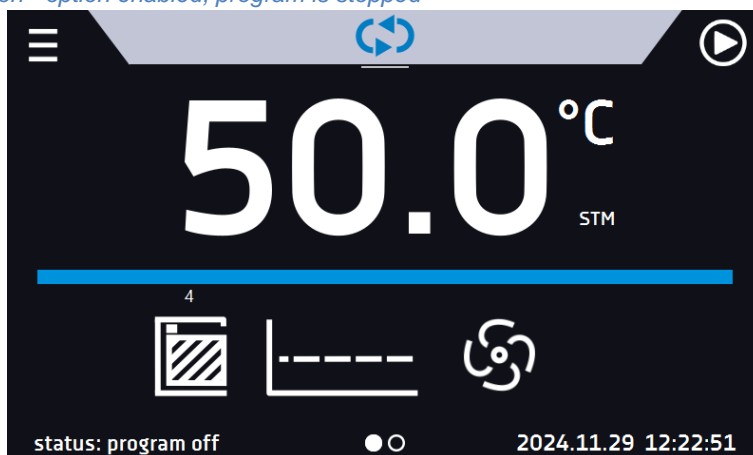 option enabled, program is stopped
50.0 °C
STM
4
status: program off
2024.11.29 12:22:51